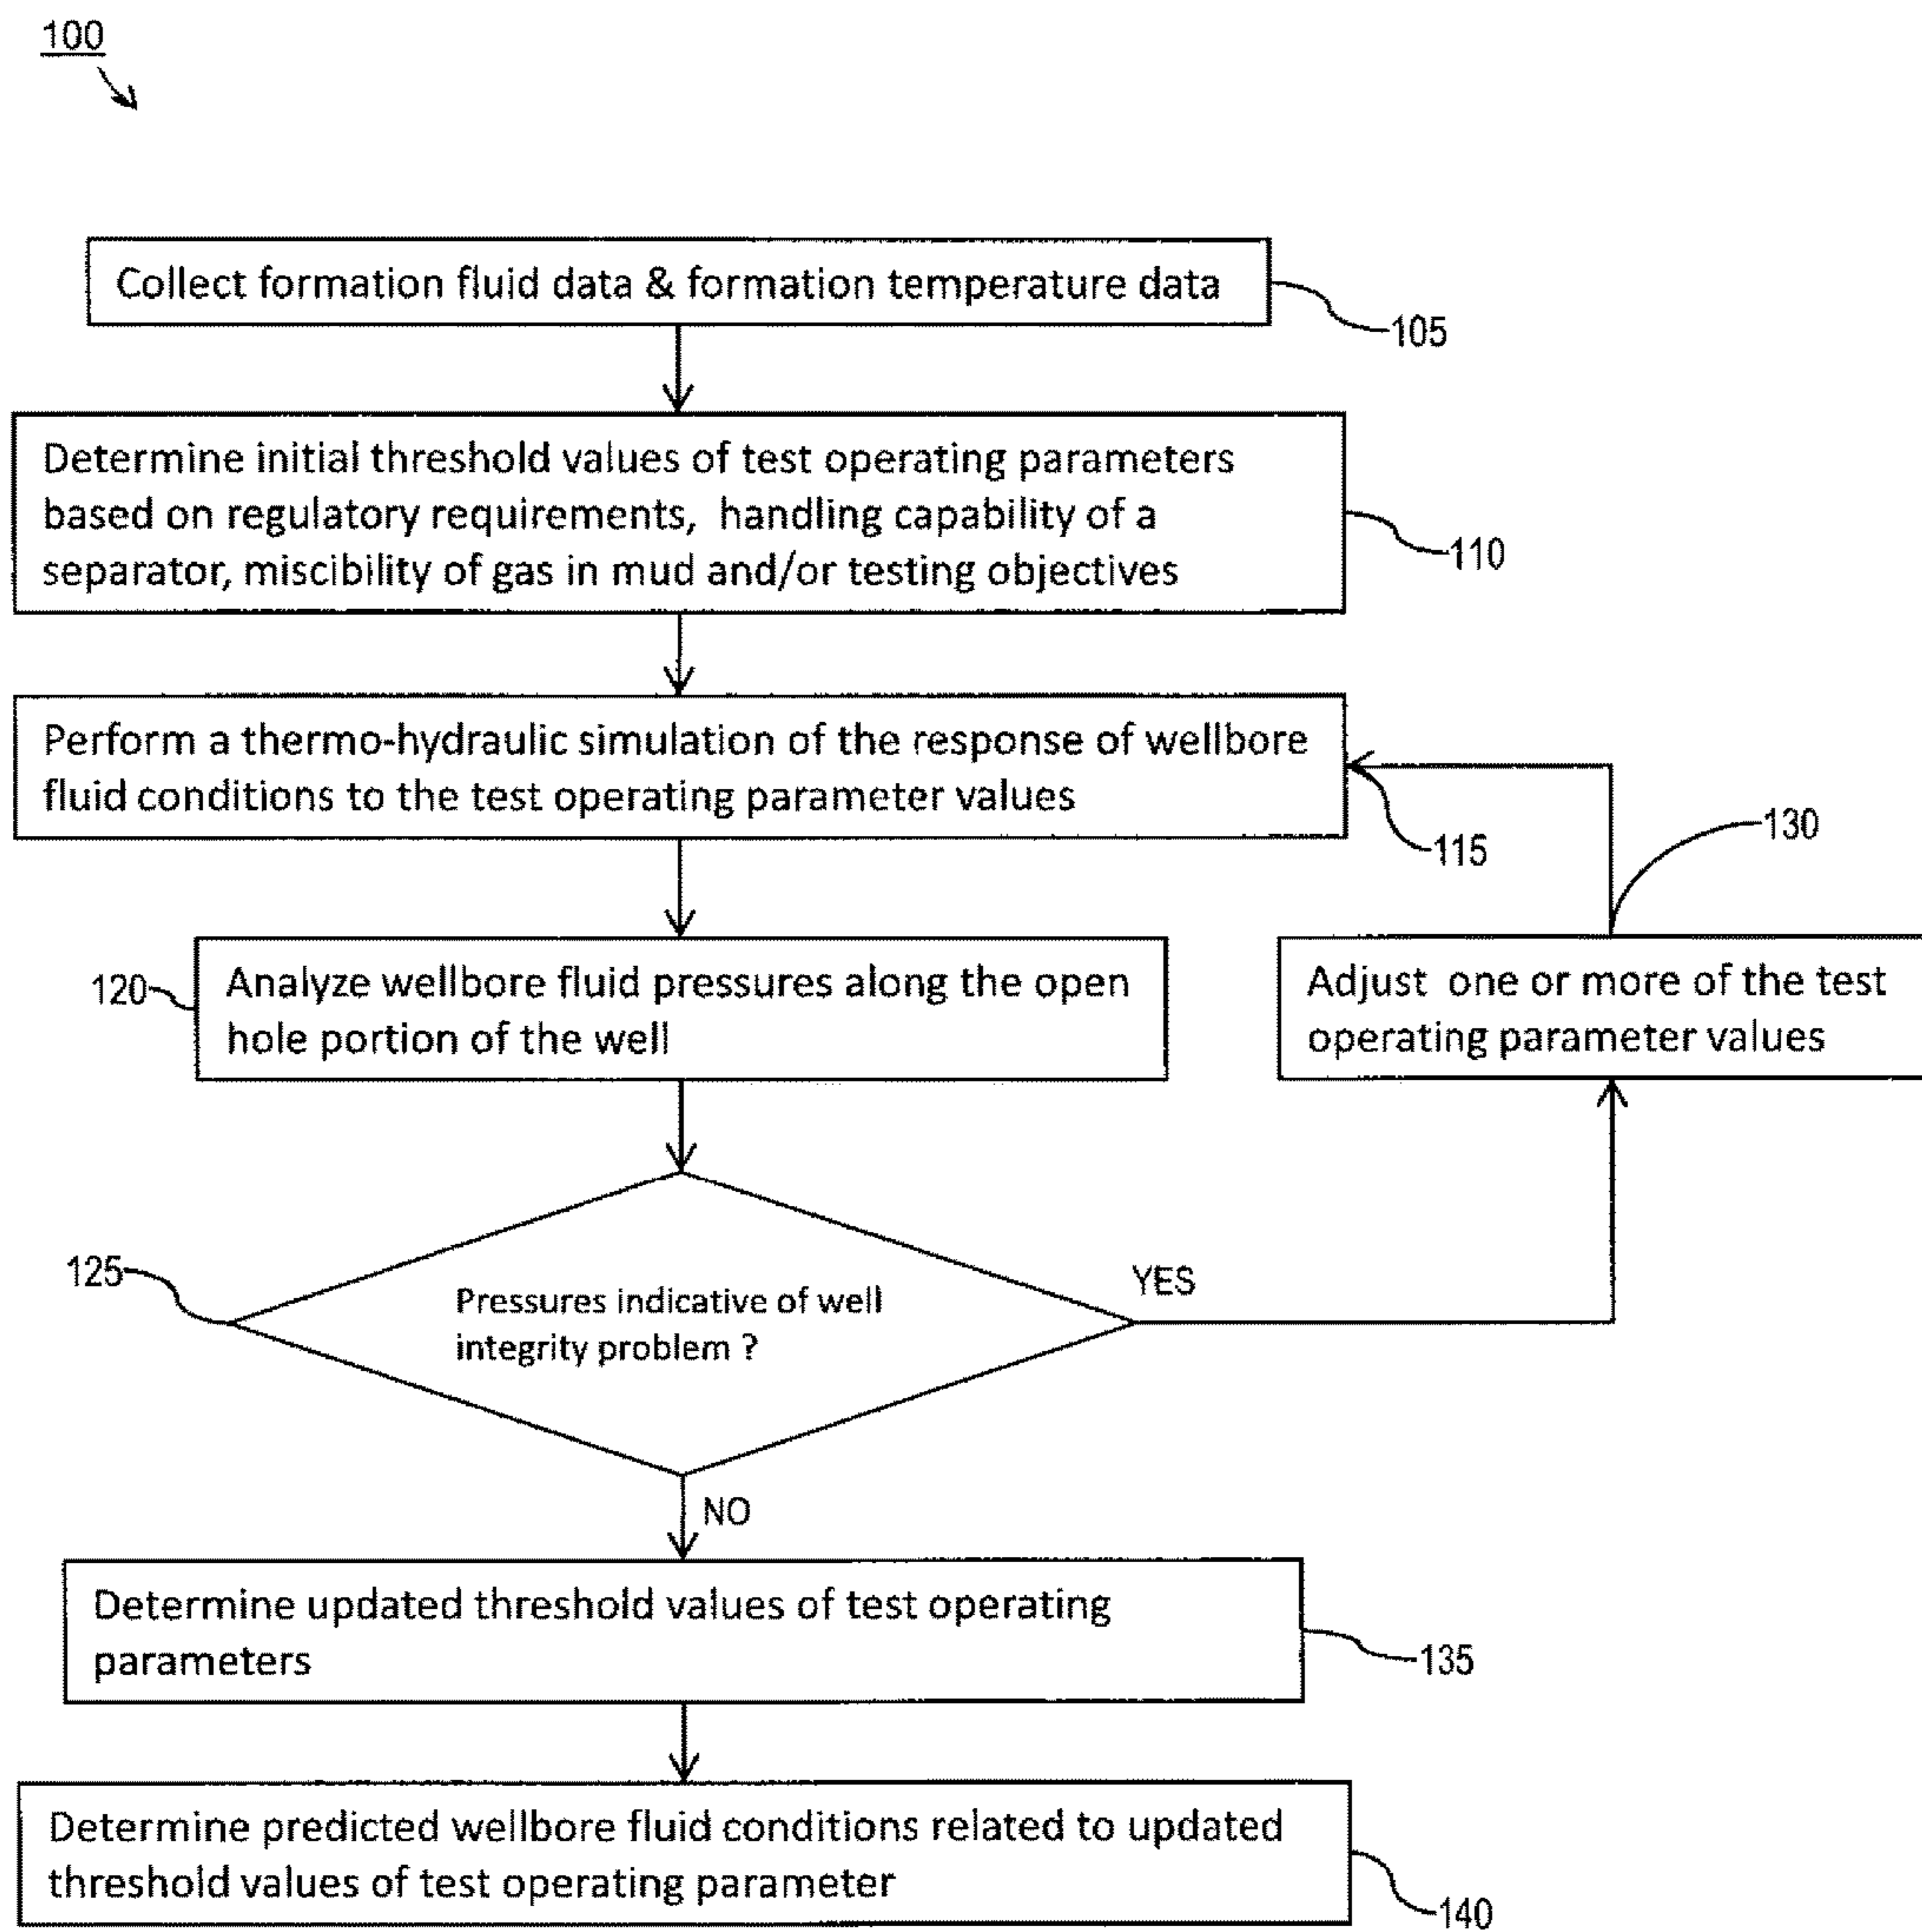 100
Collect formation fluid data & formation temperature data
105
Determine initial threshold values of test operating parameters
based on regulatory requirements, handling capability of a
separator, miscibility of gas in mud and/or testing objectives
110
Perform a thermo-hydraulic simulation of the response of wellbore
fluid conditions to the test operating parameter values
115
130
120
Analyze wellbore fluid pressures along the open
hole portion of the well
Adjust one or more of the test
operating parameter values
125
Pressures indicative of well
integrity problem ?
YES
NO
Determine updated threshold values of test operating
parameters
135
Determine predicted wellbore fluid conditions related to updated
threshold values of test operating parameter
140